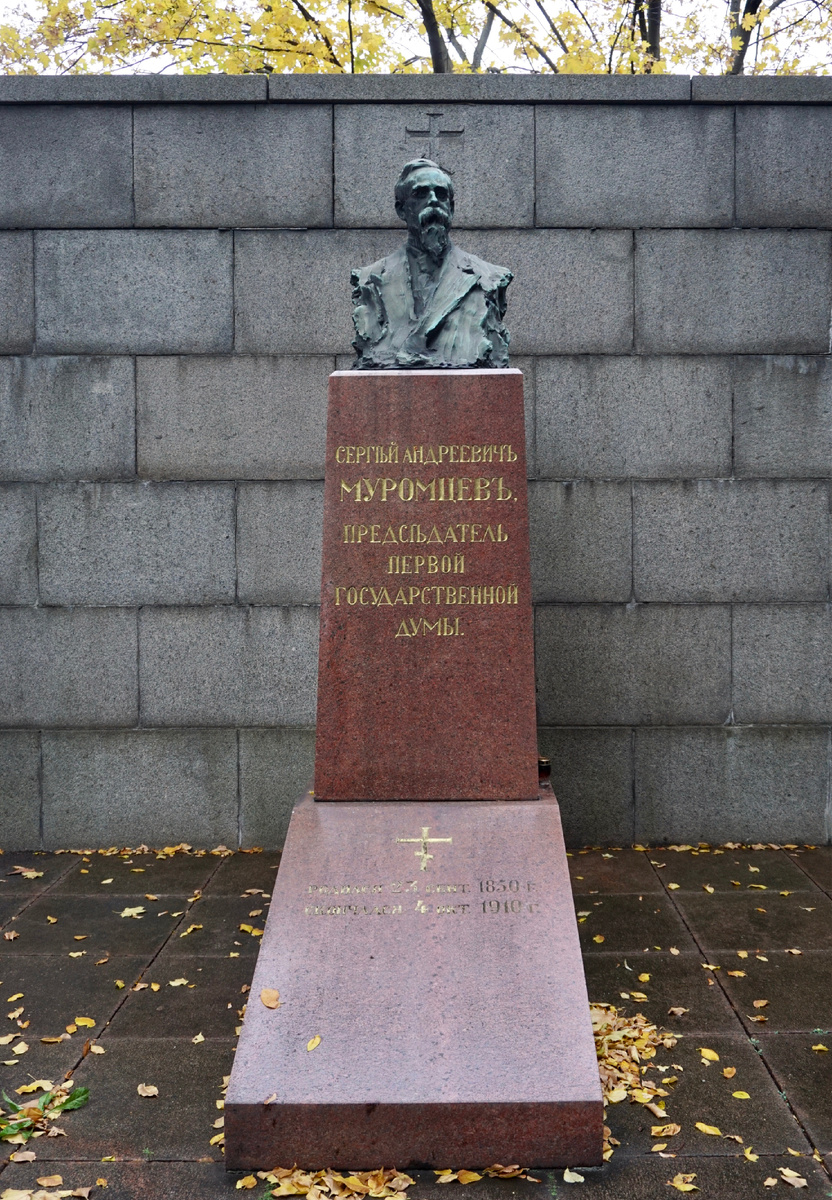 СЕРГѢЙ АНДРЕЕВИЧЪ
МУРОМЦЕВЪ.
ПРЕДСѢДАТЕЛЬ
ПЕРВОЙ
ГОСУДАРСТВЕННОЙ
ДУМЫ.
РОДИЛСЯ 23 СЕНТ. 1850 Г.
СКОНЧАЛСЯ 4 ОКТ. 1910 Г.